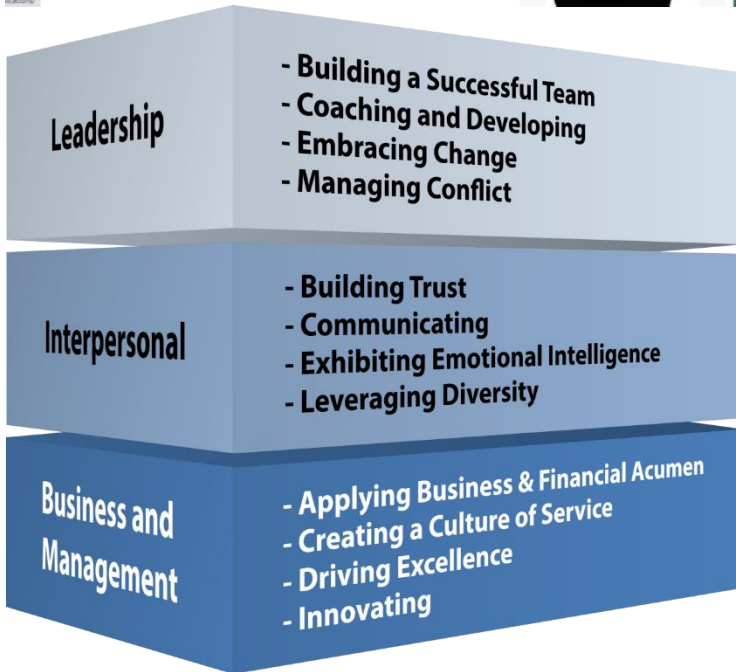 Leadership
- Building a Successful Team
- Coaching and Developing
- Embracing Change
- Managing Conflict
Interpersonal
- Building Trust
- Communicating
- Exhibiting Emotional Intelligence
- Leveraging Diversity
Business and
Management
- Applying Business & Financial Acumen
- Creating a Culture of Service
- Driving Excellence
- Innovating